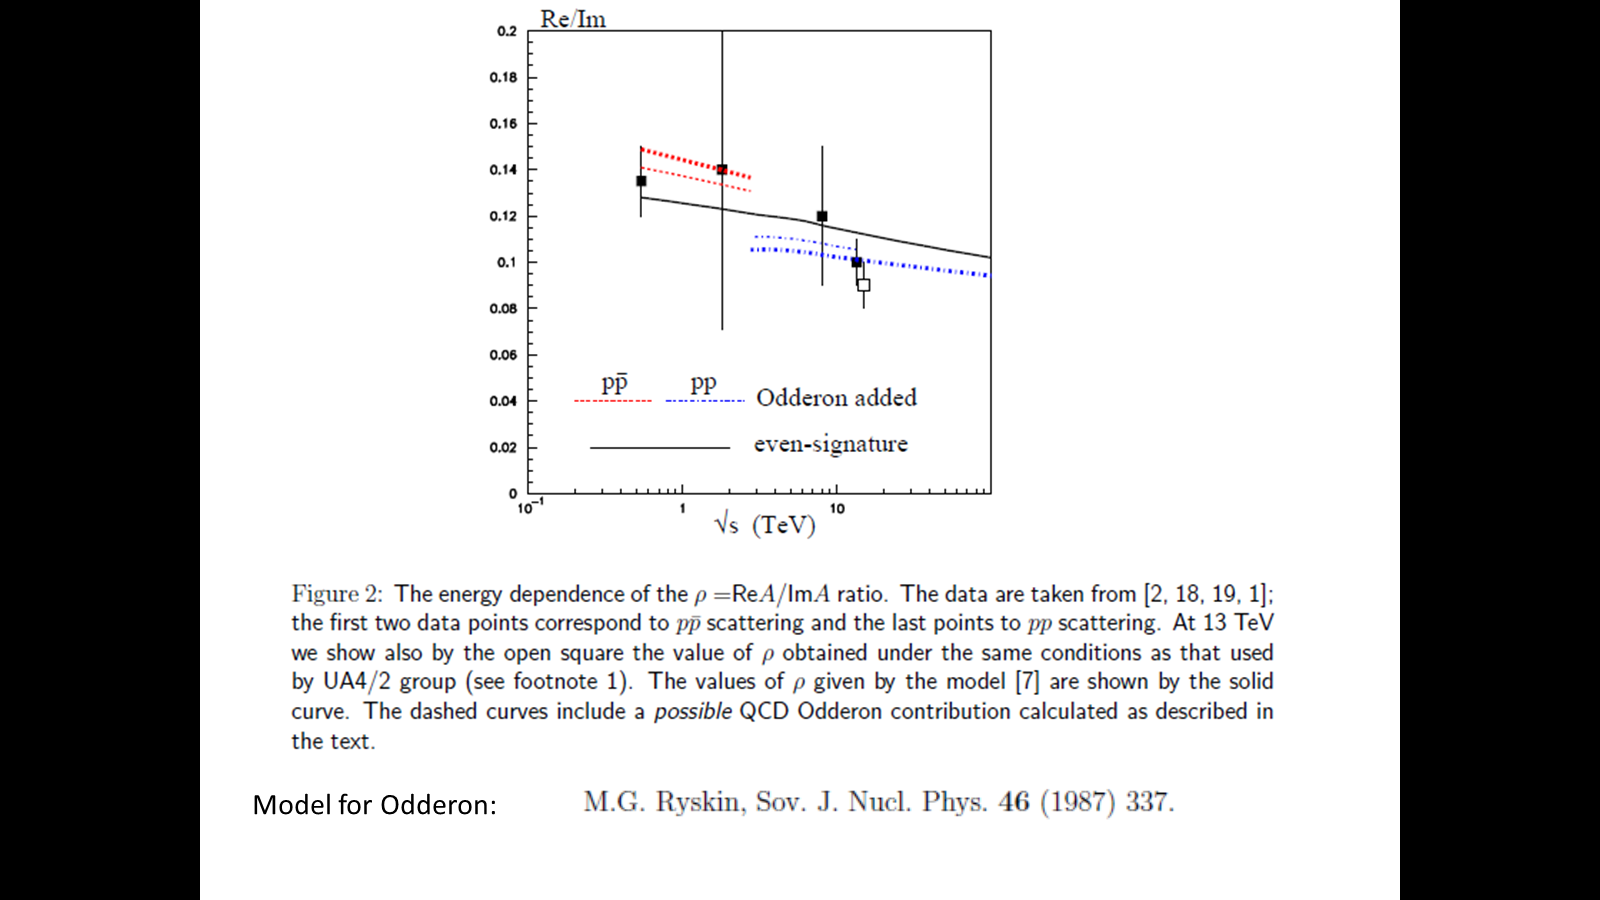 Re/Im
0.2
0.18
0.16
0.14
0.12
0.1
0.08
0.06
0.04
0.02
0
pp̄ pp Odderon added
even-signature
10⁻¹ 1 10
√s (TeV)
Figure 2: The energy dependence of the ρ =ReA/ImA ratio. The data are taken from [2, 18, 19, 1];
the first two data points correspond to pp̄ scattering and the last points to pp scattering. At 13 TeV
we show also by the open square the value of ρ obtained under the same conditions as that used
by UA4/2 group (see footnote 1). The values of ρ given by the model [7] are shown by the solid
curve. The dashed curves include a possible QCD Odderon contribution calculated as described in
the text.
Model for Odderon: M.G. Ryskin, Sov. J. Nucl. Phys. 46 (1987) 337.